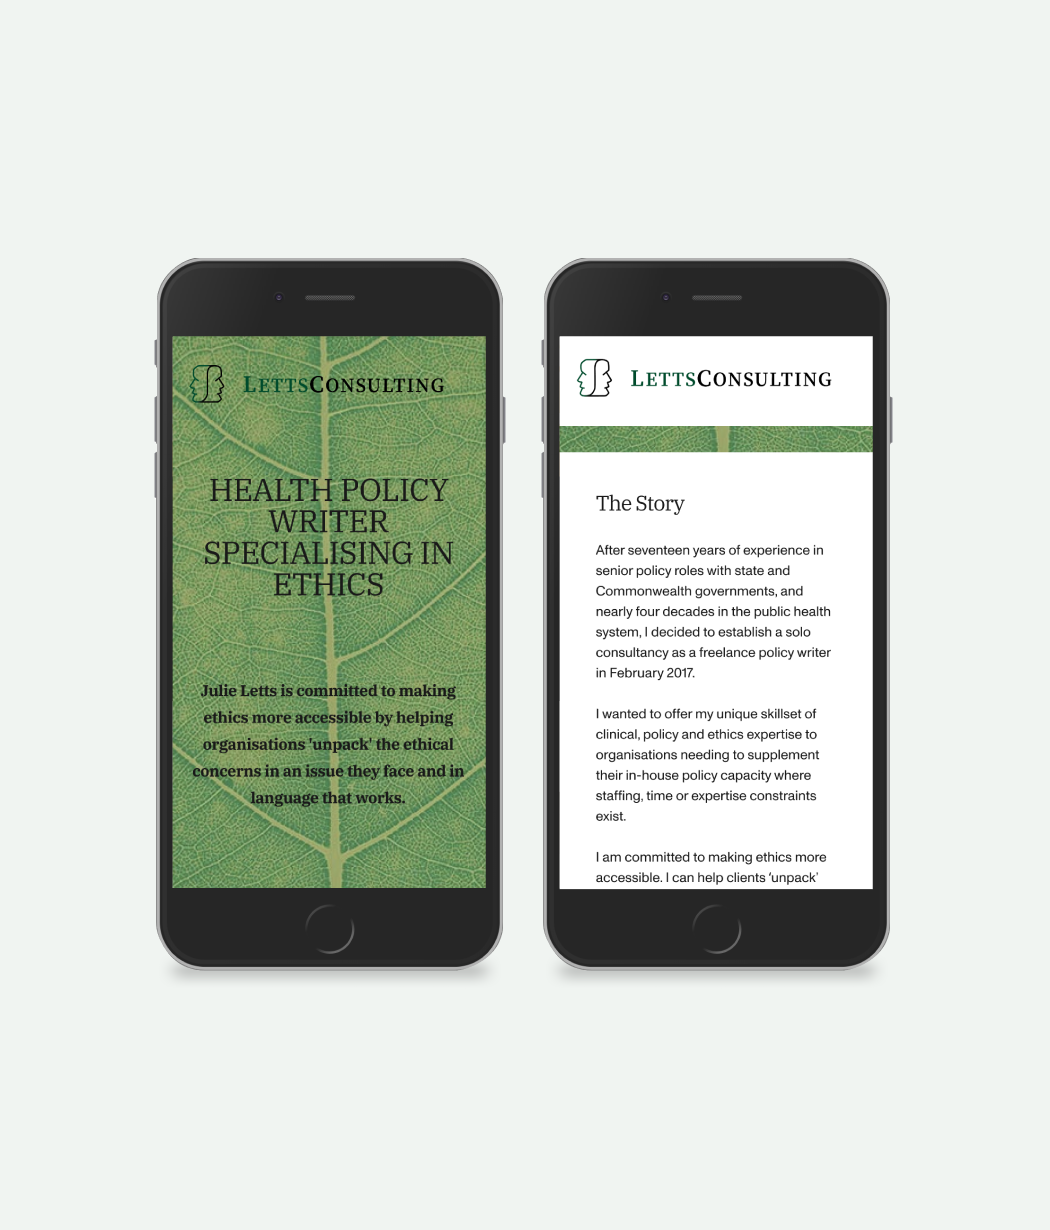 LETTSCONSULTING
HEALTH POLICY
WRITER
SPECIALISING IN
ETHICS
Julie Letts is committed to making
ethics more accessible by helping
organisations 'unpack' the ethical
concerns in an issue they face and in
language that works.
LETTSCONSULTING
The Story
After seventeen years of experience in
senior policy roles with state and
Commonwealth governments, and
nearly four decades in the public health
system, I decided to establish a solo
consultancy as a freelance policy writer
in February 2017.
I wanted to offer my unique skillset of
clinical, policy and ethics expertise to
organisations needing to supplement
their in-house policy capacity where
staffing, time or expertise constraints
exist.
I am committed to making ethics more
accessible. I can help clients 'unpack'